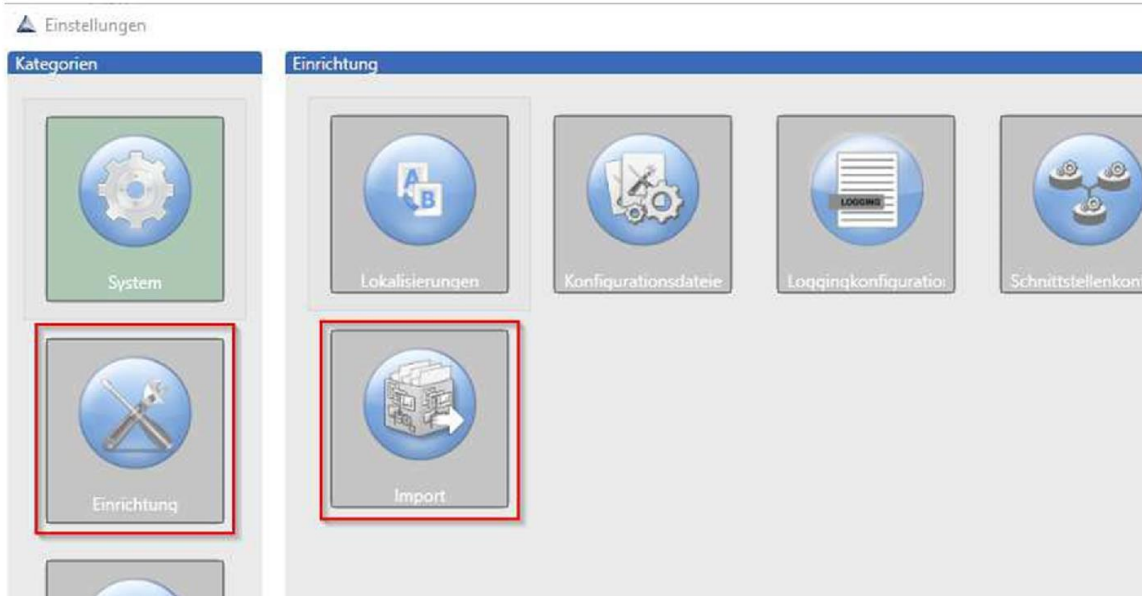 Einstellungen
Kategorien
Einrichtung
System
Lokalisierungen
A
B
Konfigurationsdateie
LOGGING
Loggingkonfiguratio
Schnittstellenkon
Einrichtung
Import